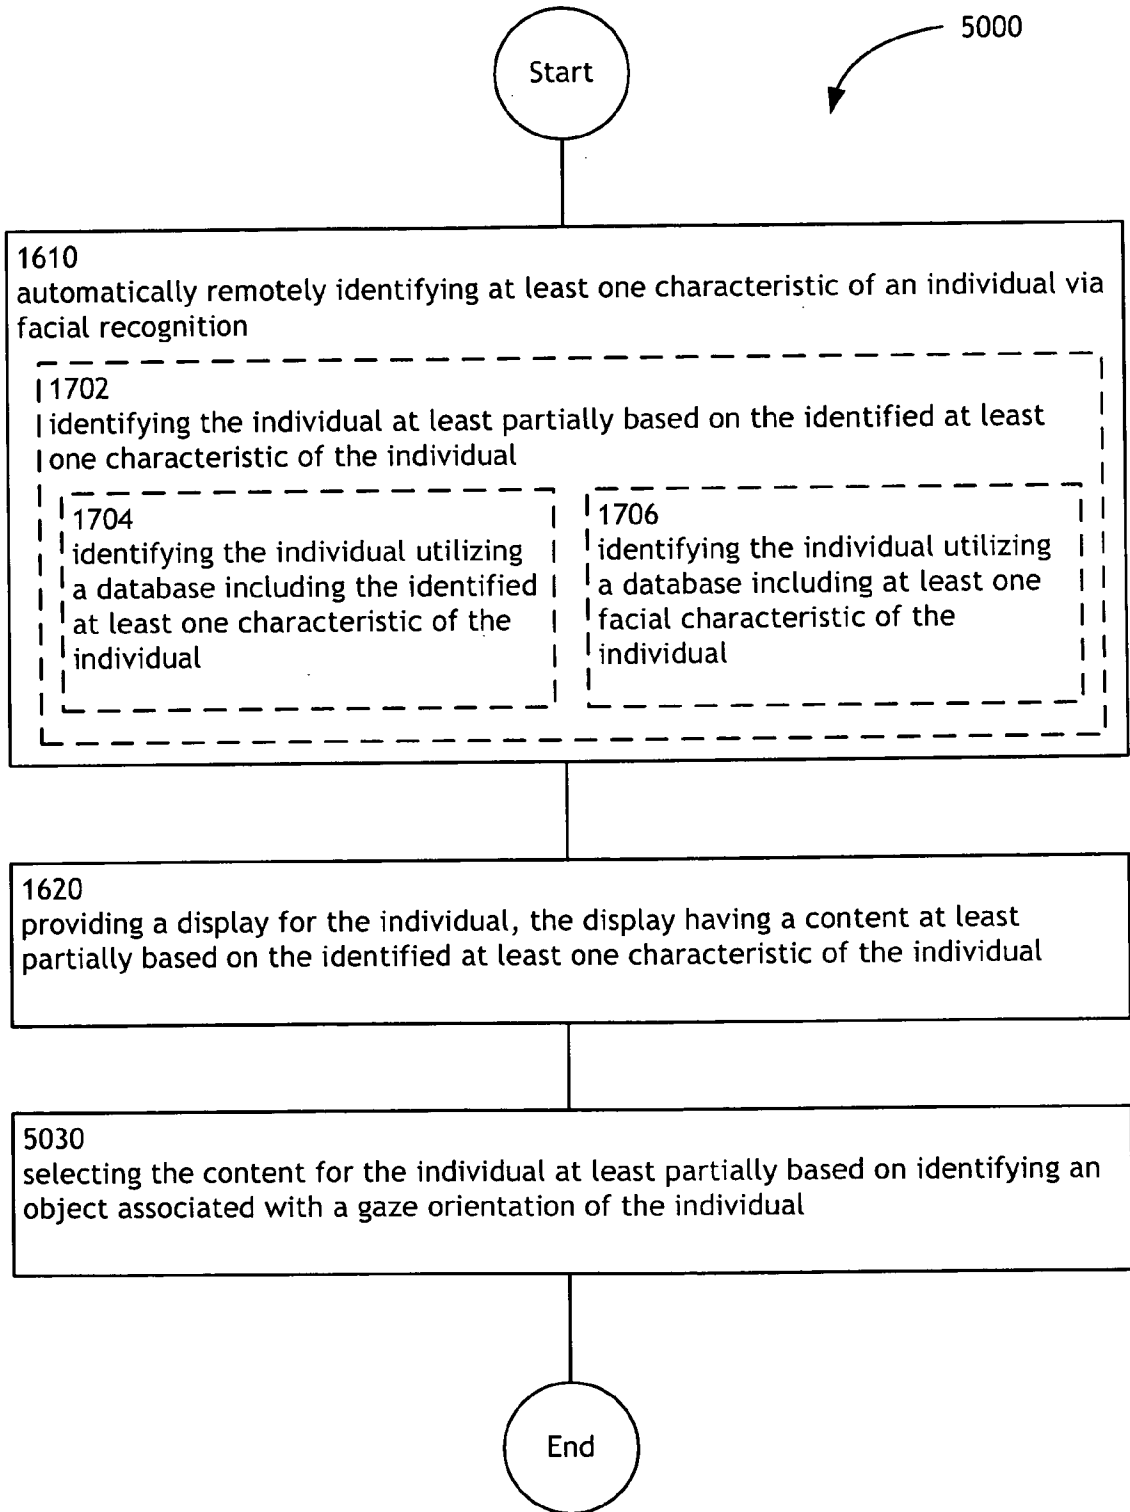 5000
Start
1610
automatically remotely identifying at least one characteristic of an individual via
facial recognition
1702
identifying the individual at least partially based on the identified at least
one characteristic of the individual
1704
identifying the individual utilizing
a database including the identified
at least one characteristic of the
individual
1706
identifying the individual utilizing
a database including at least one
facial characteristic of the
individual
1620
providing a display for the individual, the display having a content at least
partially based on the identified at least one characteristic of the individual
5030
selecting the content for the individual at least partially based on identifying an
object associated with a gaze orientation of the individual
End